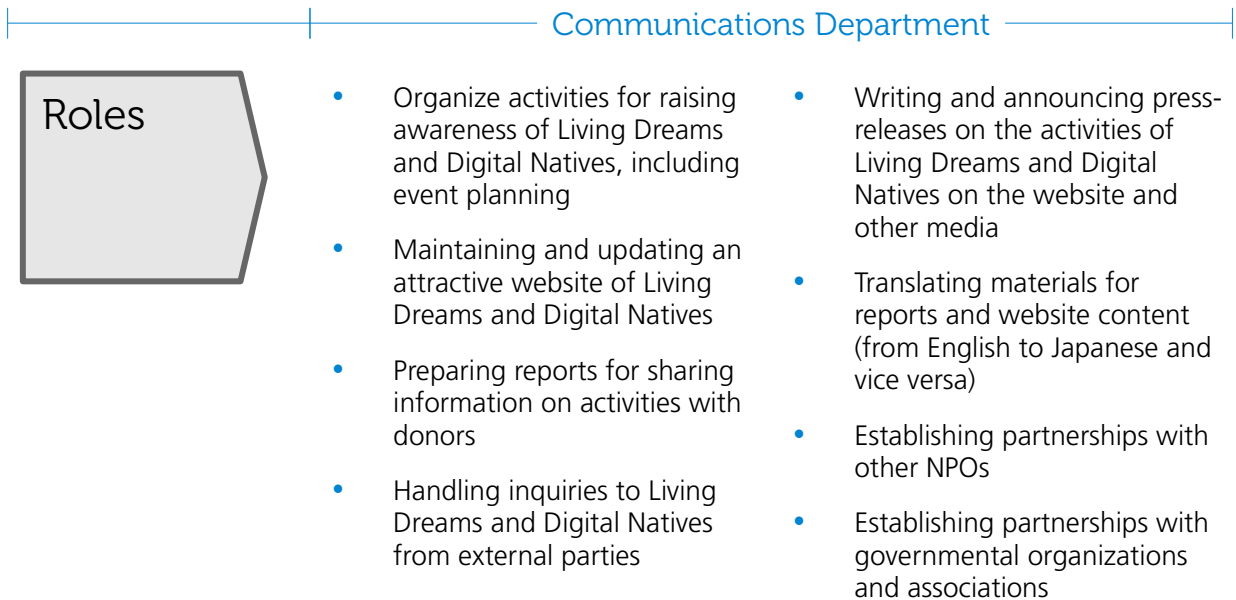 Communications Department
Roles
• Organize activities for raising
awareness of Living Dreams
and Digital Natives, including
event planning
• Maintaining and updating an
attractive website of Living
Dreams and Digital Natives
• Preparing reports for sharing
information on activities with
donors
• Handling inquiries to Living
Dreams and Digital Natives
from external parties
• Writing and announcing press-
releases on the activities of
Living Dreams and Digital
Natives on the website and
other media
• Translating materials for
reports and website content
(from English to Japanese and
vice versa)
• Establishing partnerships with
other NPOs
• Establishing partnerships with
governmental organizations
and associations